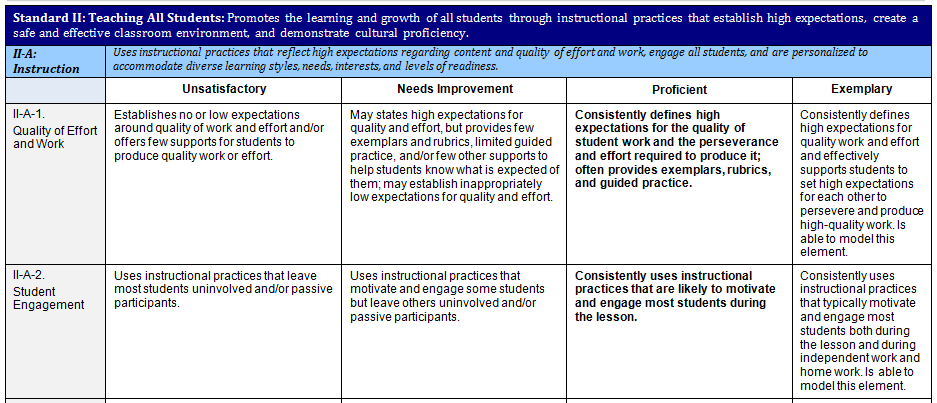 Standard II: Teaching All Students: Promotes the learning and growth of all students through instructional practices that establish high expectations, create a
safe and effective classroom environment, and demonstrate cultural proficiency.
II-A:
Instruction
Uses instructional practices that reflect high expectations regarding content and quality of effort and work, engage all students, and are personalized to
accommodate diverse learning styles, needs, interests, and levels of readiness.
Unsatisfactory
Needs Improvement
Proficient
Exemplary
II-A-1.
Quality of Effort
and Work
Establishes no or low expectations
around quality of work and effort and/or
offers few supports for students to
produce quality work or effort.
May states high expectations for
quality and effort, but provides few
exemplars and rubrics, limited guided
practice, and/or few other supports to
help students know what is expected of
them; may establish inappropriately
low expectations for quality and effort.
Consistently defines high
expectations for the quality of
student work and the perseverance
and effort required to produce it;
often provides exemplars, rubrics,
and guided practice.
Consistently defines
high expectations for
quality work and effort
and effectively
supports students to
set high expectations
for each other to
persevere and produce
high-quality work. Is
able to model this
element.
II-A-2.
Student
Engagement
Uses instructional practices that leave
most students uninvolved and/or passive
participants.
Uses instructional practices that
motivate and engage some students
but leave others uninvolved and/or
passive participants.
Consistently uses instructional
practices that are likely to motivate
and engage most students during
the lesson.
Consistently uses
instructional practices
that typically motivate
and engage most
students both during
the lesson and during
independent work and
home work. Is able to
model this element.